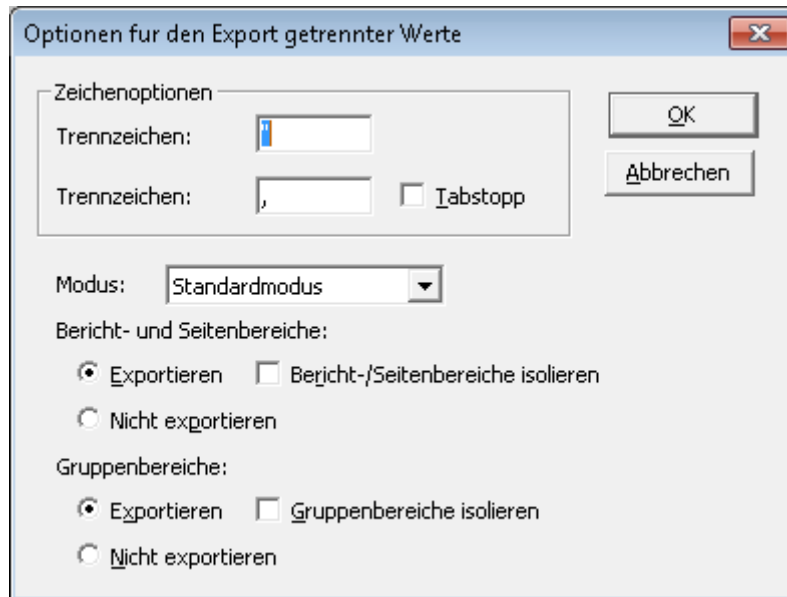 Optionen fur den Export getrennter Werte
Zeichenoptionen
Trennzeichen: "
Trennzeichen: , Tabstopp
OK
Abbrechen
Modus: Standardmodus
Bericht- und Seitenbereiche:
Exportieren Bericht-/Seitenbereiche isolieren
Nicht exportieren
Gruppenbereiche:
Exportieren Gruppenbereiche isolieren
Nicht exportieren